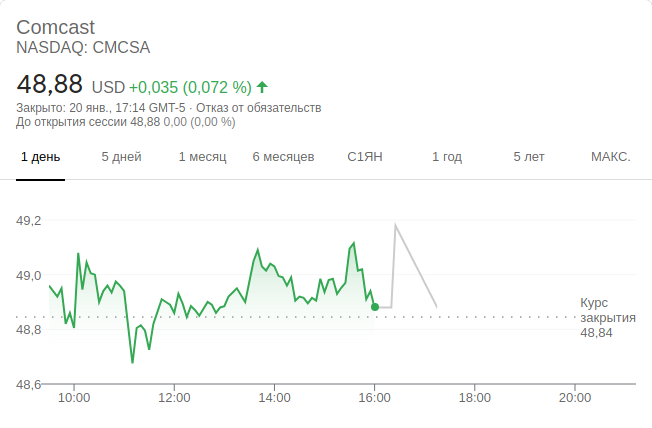 Comcast
NASDAQ: CMCSA
48,88 USD +0,035 (0,072 %)
Закрыто: 20 янв., 17:14 GMT-5 · Отказ от обязательств
До открытия сессии 48,88 0,00 (0,00 %)
1 день 5 дней 1 месяц 6 месяцев С1ЯН 1 год 5 лет МАКС.
49,2
49,0
48,8
48,6
Курс
закрытия
48,84
10:00 12:00 14:00 16:00 18:00 20:00